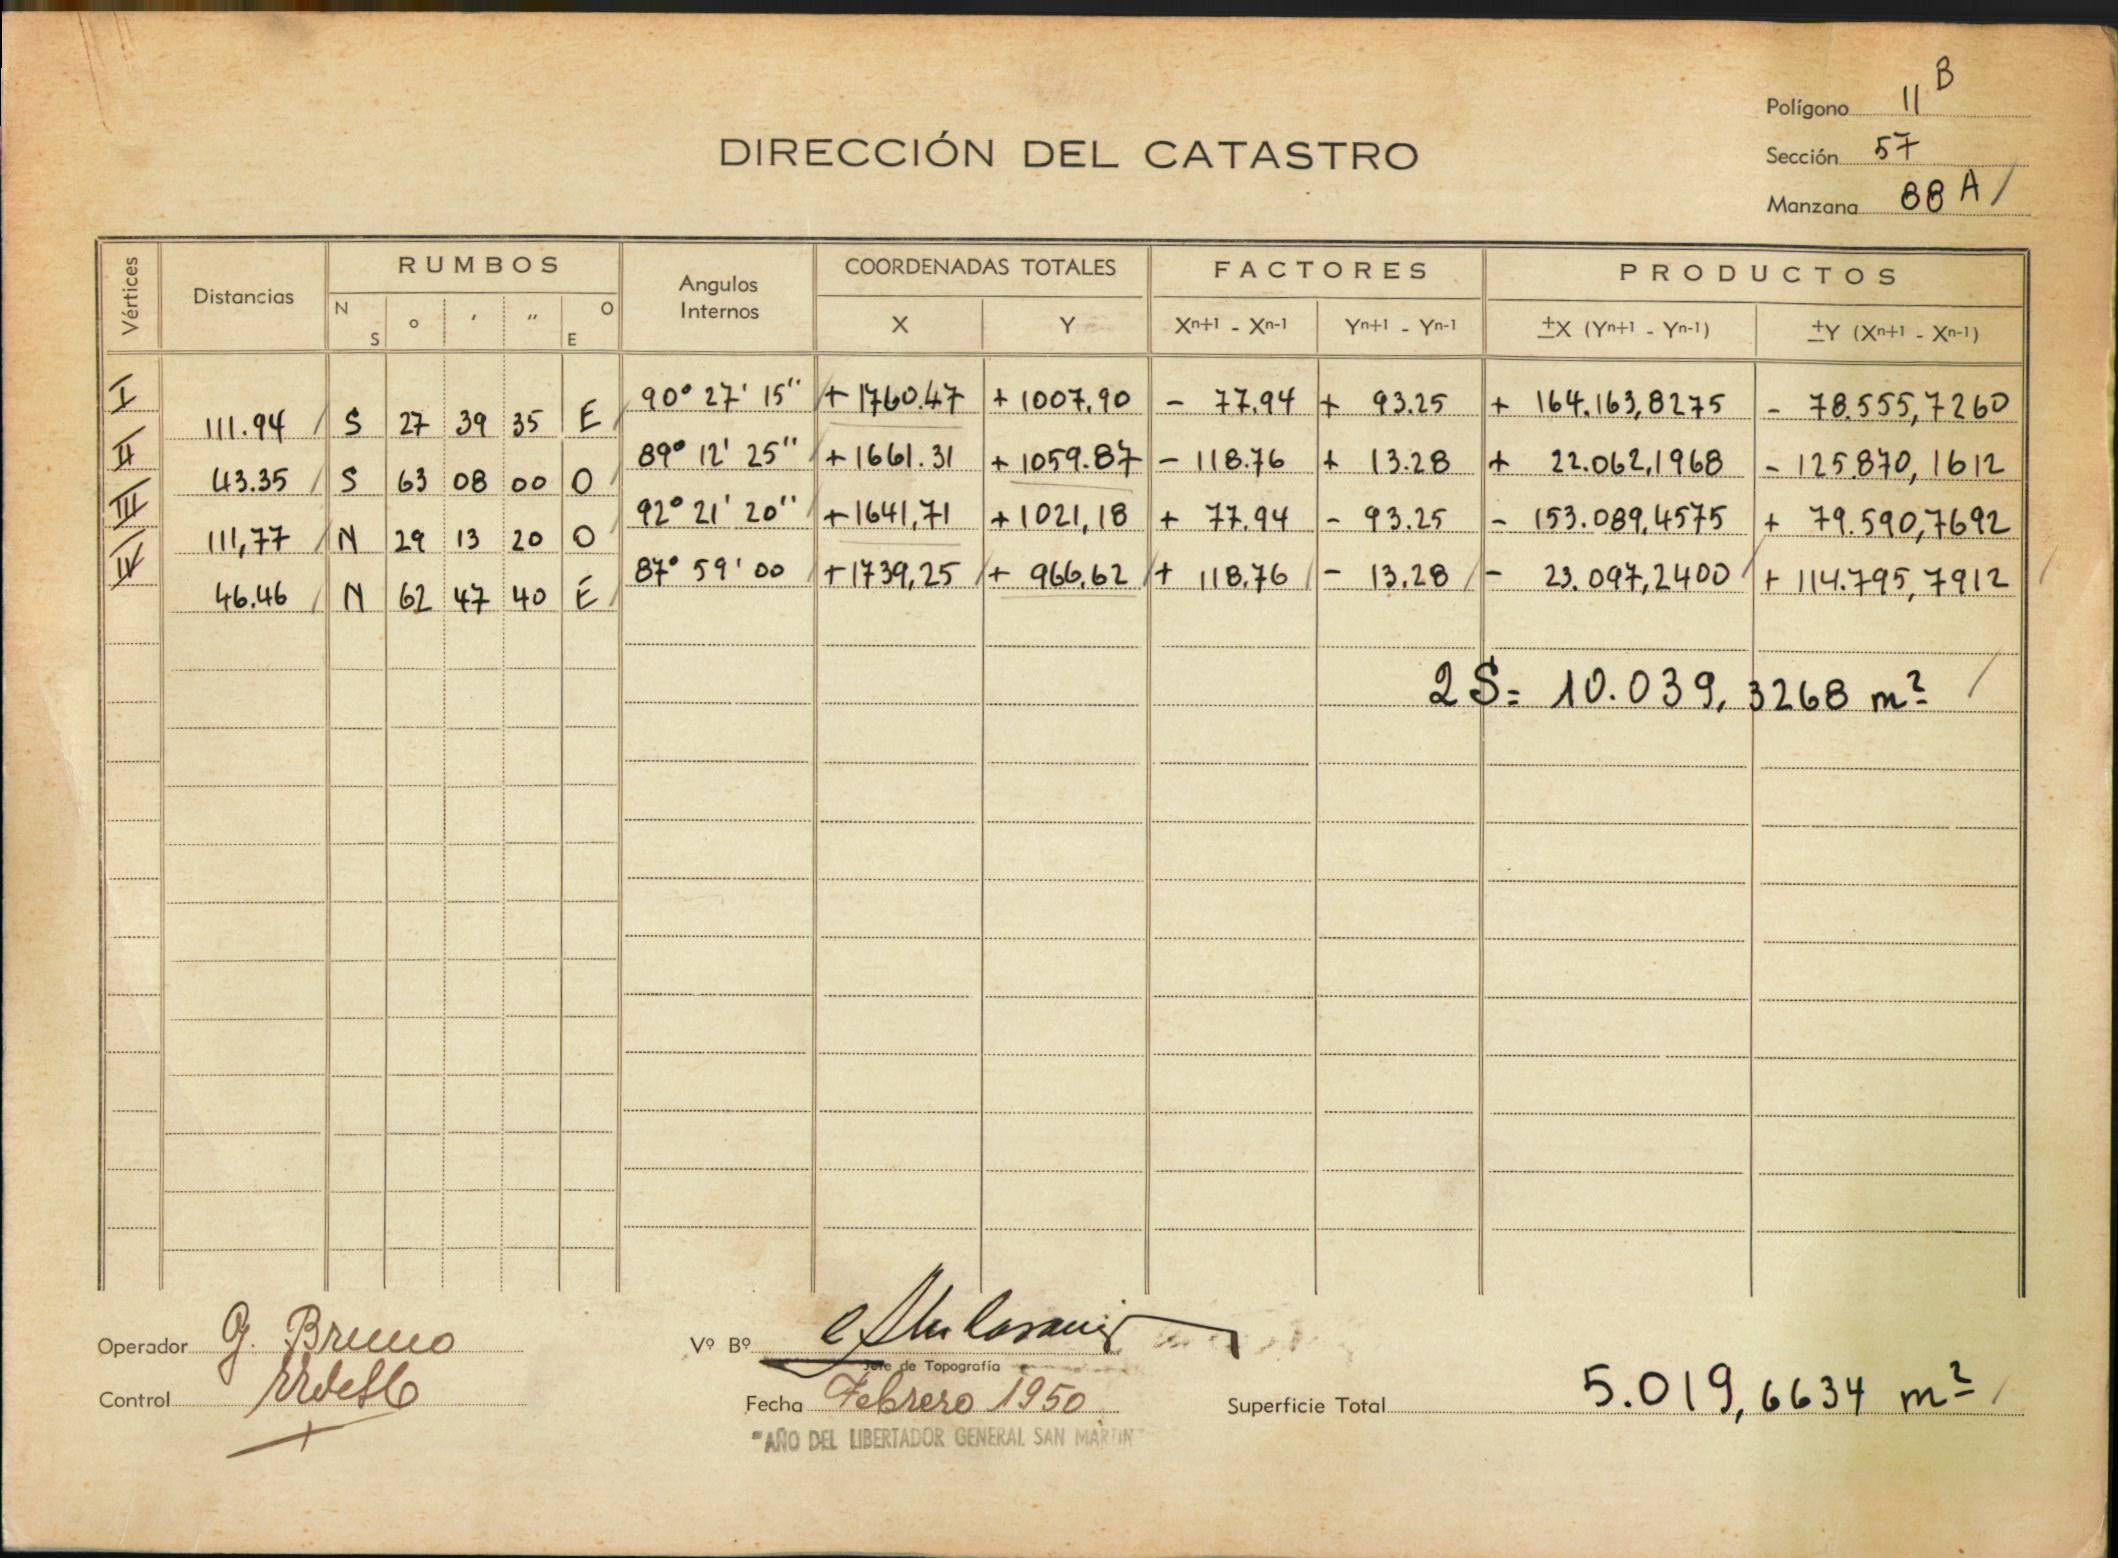 Polígono 11 B
DIRECCIÓN DEL CATASTRO
Sección 57
Manzana 88 A /
Vértices Distancias RUMBOS Angulos Internos COORDENADAS TOTALES FACTORES PRODUCTOS
N S ° ' " O E X Y Xn+1 - Xn-1 Yn+1 - Yn-1 ±X (Yn+1 - Yn-1) ±Y (Xn+1 - Xn-1)
I 90° 27' 15" + 1760.47 + 1007,90 - 77.94 + 93.25 + 164.163,8275 - 78.555,7260
111.94 / S 27 39 35 E /
II 89° 12' 25" + 1661.31 + 1059.87 - 118.76 + 13.28 + 22.062,1968 - 125.870,1612
43.35 / S 63 08 00 O /
III 92° 21' 20" + 1641,71 + 1021,18 + 77.94 - 93.25 - 153.089,4575 + 79.590,7692
111,77 / N 29 13 20 O /
IV 87° 59' 00 / + 1739,25 / + 966,62 / + 118,76 / - 13,28 / - 23.097,2400 / + 114.795,7912 /
46.46 / N 62 47 40 E /
2S = 10.039,3268 m² /
Operador G. Bruno
Vº Bº
Jefe de Topografía
Control
Fecha Febrero 1950
Superficie Total 5.019,6634 m² /
"AÑO DEL LIBERTADOR GENERAL SAN MARTIN"